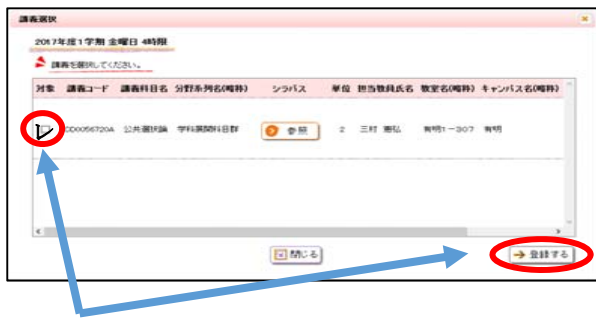 講義選択
2017年度1学期 金曜日 4時限
講義を選択してください。
対象 講義コード 講義科目名 分野系列名(略称) シラバス 単位 担当教員氏名 教室名(略称) キャンパス名(略称)
CD0056720A 公共選択論 学科展開科目群 参照 2 三村 憲弘 有明1-307 有明
閉じる 登録する